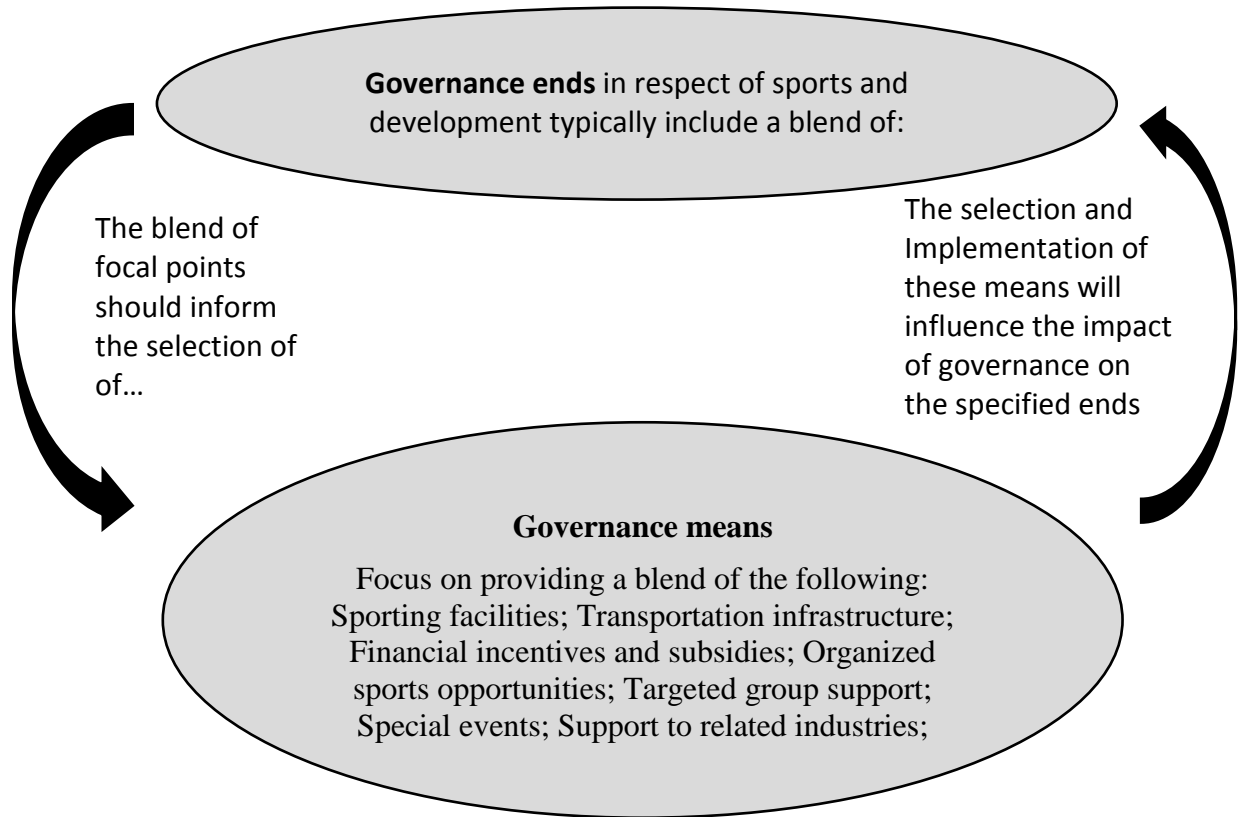 Governance ends in respect of sports and
development typically include a blend of:
The blend of
focal points
should inform
the selection of
of…
The selection and
Implementation of
these means will
influence the impact
of governance on
the specified ends
Governance means
Focus on providing a blend of the following:
Sporting facilities; Transportation infrastructure;
Financial incentives and subsidies; Organized
sports opportunities; Targeted group support;
Special events; Support to related industries;